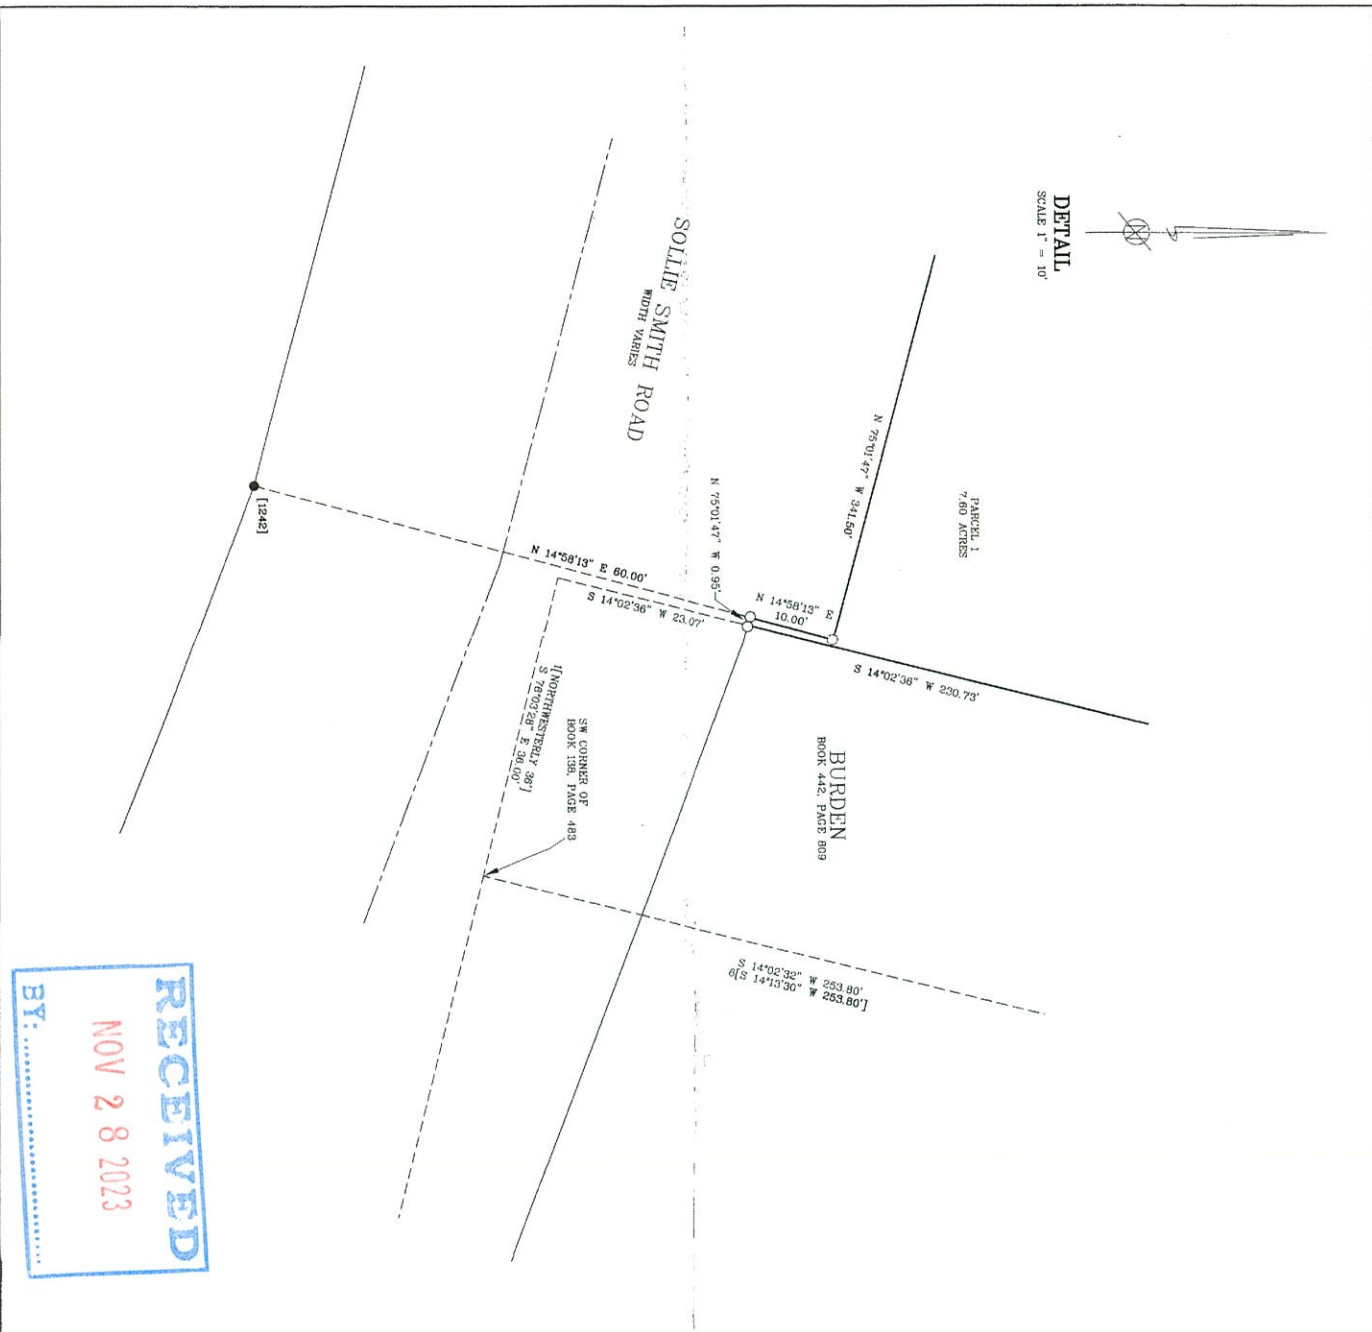 DETAIL
SCALE 1" = 10'
N
PARCEL 1
7.60 ACRES
N 75°01'47" W 341.50'
SOLLIE SMITH ROAD
WIDTH VARIES
N 75°01'47" W 0.95'
N 14°58'13" E
10.00'
S 14°02'36" W 230.73'
N 14°58'13" E 60.00'
S 14°02'36" W 23.07'
[1242]
BURDEN
BOOK 442, PAGE 809
SW CORNER OF
BOOK 138, PAGE 483
1[NORTHWESTERLY 36']
S 76°03'28" E 36.00']
S 14°02'32" W 253.80'
6[S 14°13'30" W 253.80']
RECEIVED
NOV 28 2023
BY: